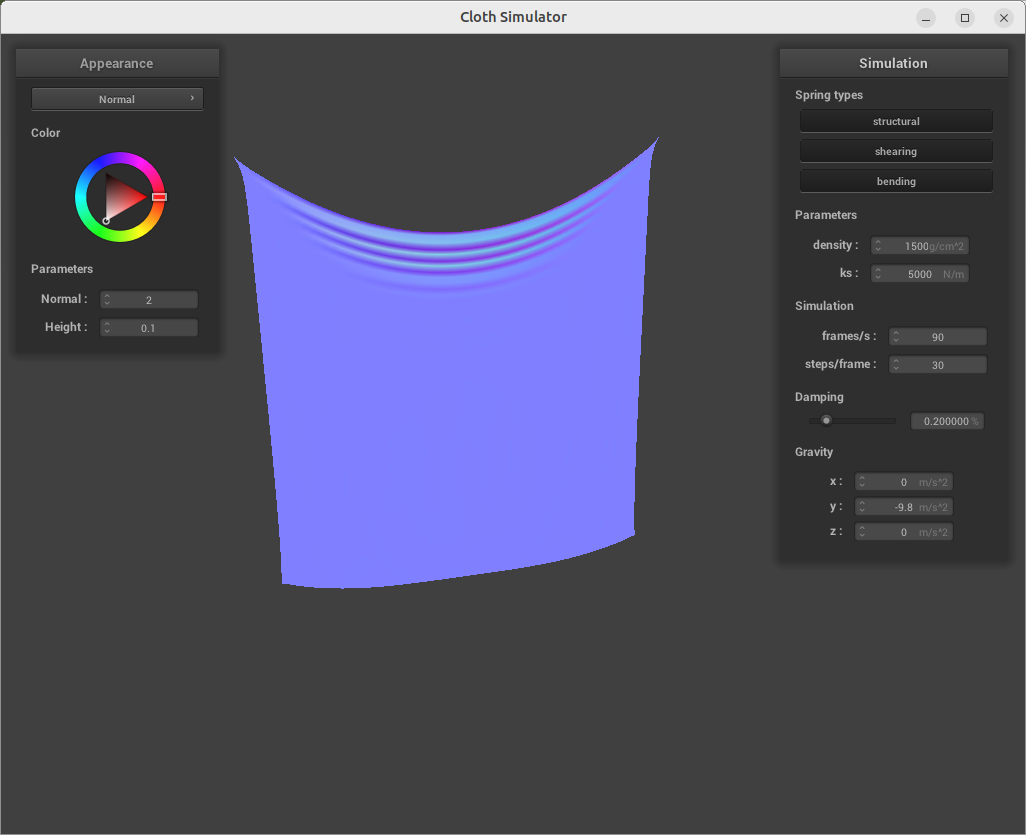 Cloth Simulator
Appearance
Normal
Color
Parameters
Normal : 2
Height : 0.1
Simulation
Spring types
structural
shearing
bending
Parameters
density : 1500g/cm^2
ks : 5000 N/m
Simulation
frames/s : 90
steps/frame : 30
Damping
0.200000 %
Gravity
x : 0 m/s^2
y : -9.8 m/s^2
z : 0 m/s^2